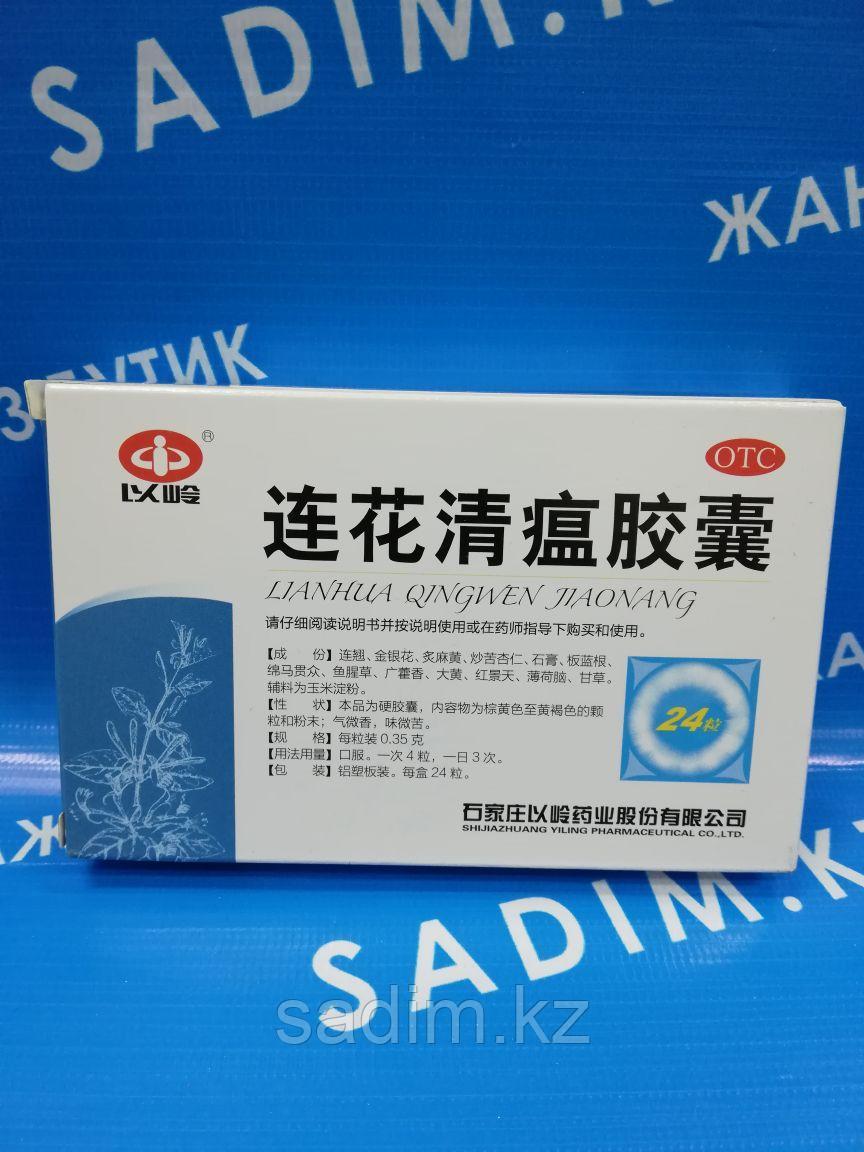 SADIM.K
ЖАН
З БУТИК
®
以岭
OTC
连花清瘟胶囊
LIANHUA QINGWEN JIAONANG
请仔细阅读说明书并按说明使用或在药师指导下购买和使用。
【成　份】连翘、金银花、炙麻黄、炒苦杏仁、石膏、板蓝根、
绵马贯众、鱼腥草、广藿香、大黄、红景天、薄荷脑、甘草。
辅料为玉米淀粉。
【性　状】本品为硬胶囊，内容物为棕黄色至黄褐色的颗
粒和粉末；气微香，味微苦。
【规　格】每粒装 0.35 克
【用法用量】口服。一次 4 粒，一日 3 次。
【包　装】铝塑板装。每盒 24 粒。
24粒
石家庄以岭药业股份有限公司
SHIJIAZHUANG YILING PHARMACEUTICAL CO.,LTD.
SADIM.K
sadim.kz